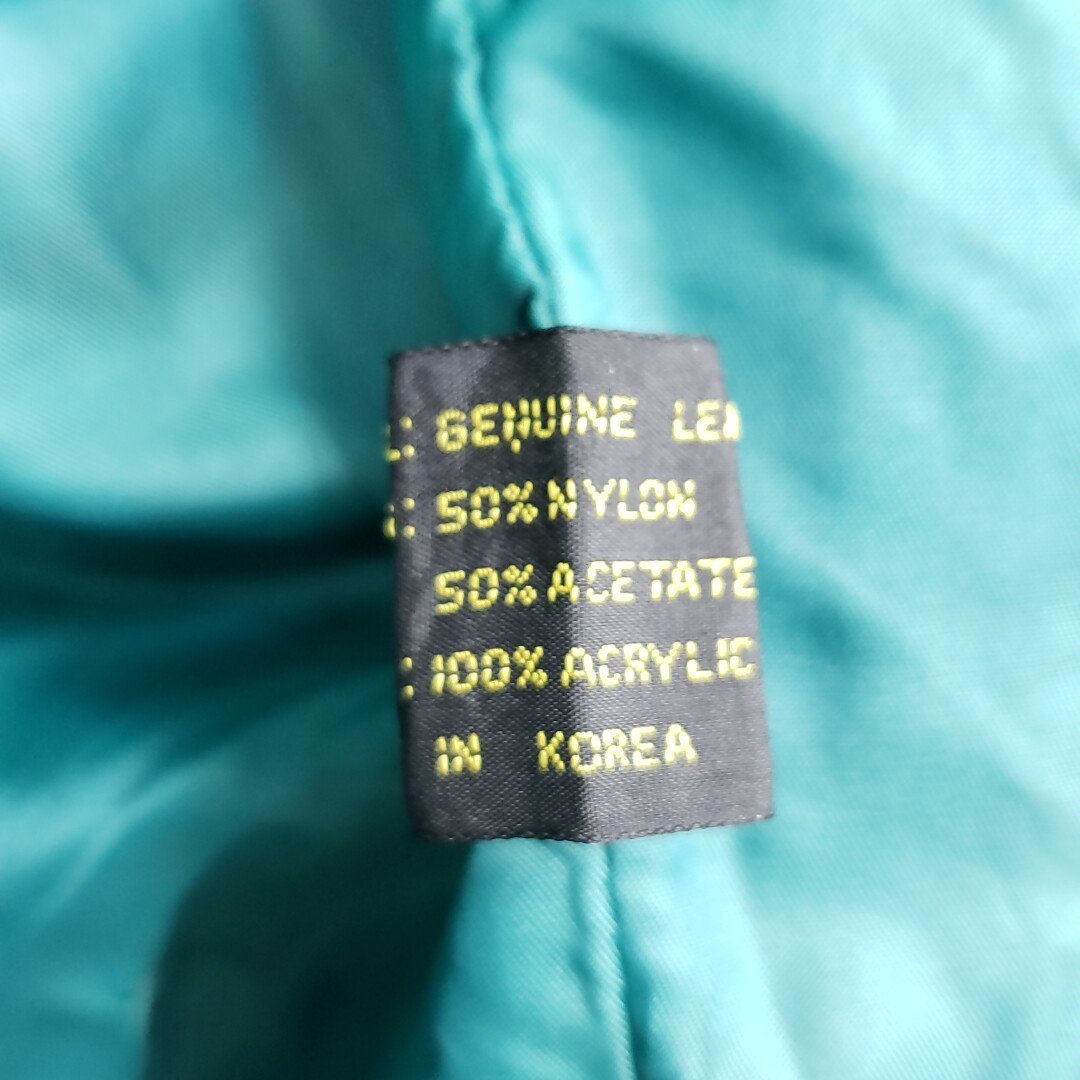 L: GENUINE LEA
: 50% NYLON
50% ACETATE
: 100% ACRYLIC
IN KOREA